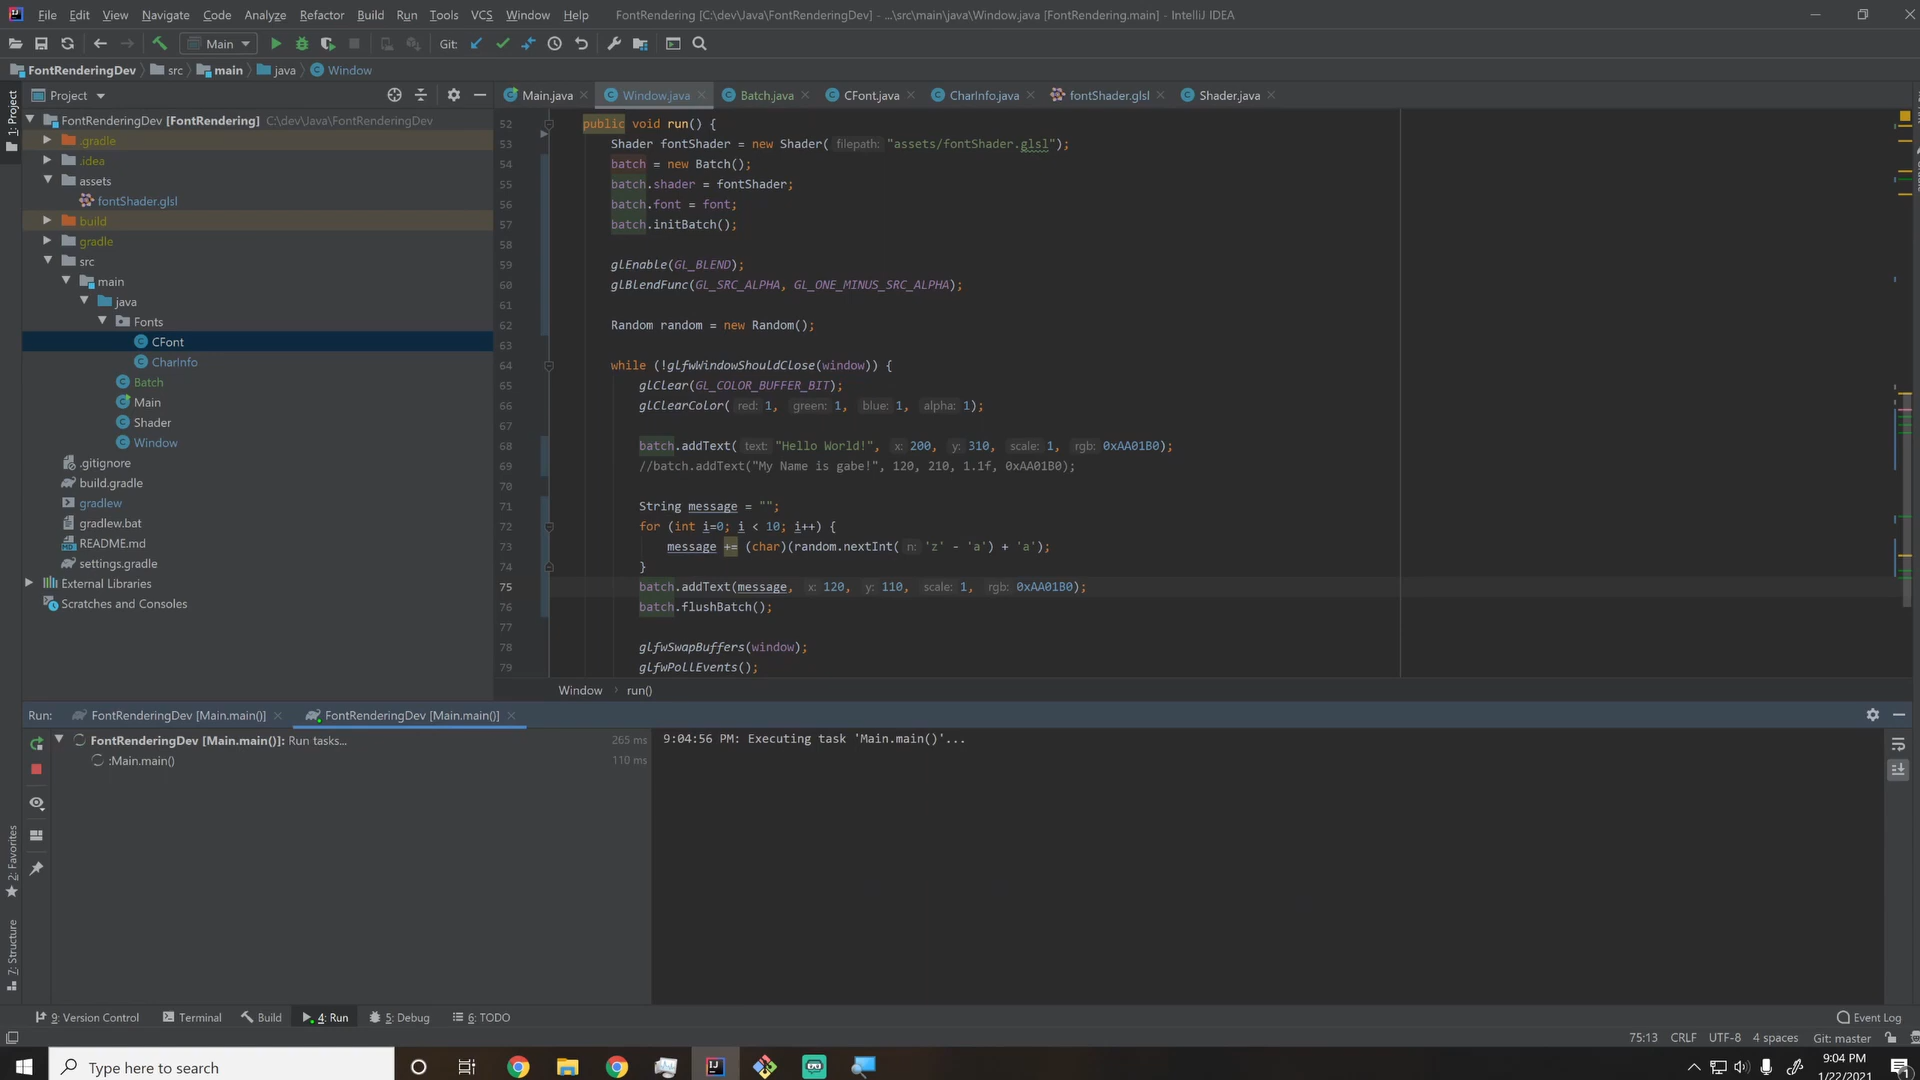 File Edit View Navigate Code Analyze Refactor Build Run Tools VCS Window Help FontRendering [C:\dev\Java\FontRenderingDev] - ...\src\main\java\Window.java [FontRendering.main] - IntelliJ IDEA
Main Git:
FontRenderingDev src main java Window
1: Project
Project
Main.java Window.java Batch.java CFont.java CharInfo.java fontShader.glsl Shader.java
FontRenderingDev [FontRendering] C:\dev\Java\FontRenderingDev
.gradle
.idea
assets
fontShader.glsl
build
gradle
src
main
java
Fonts
CFont
CharInfo
Batch
Main
Shader
Window
.gitignore
build.gradle
gradlew
gradlew.bat
README.md
settings.gradle
External Libraries
Scratches and Consoles
52 public void run() {
53 Shader fontShader = new Shader( filepath: "assets/fontShader.glsl");
54 batch = new Batch();
55 batch.shader = fontShader;
56 batch.font = font;
57 batch.initBatch();
58
59 glEnable(GL_BLEND);
60 glBlendFunc(GL_SRC_ALPHA, GL_ONE_MINUS_SRC_ALPHA);
61
62 Random random = new Random();
63
64 while (!glfwWindowShouldClose(window)) {
65 glClear(GL_COLOR_BUFFER_BIT);
66 glClearColor( red: 1, green: 1, blue: 1, alpha: 1);
67
68 batch.addText( text: "Hello World!", x: 200, y: 310, scale: 1, rgb: 0xAA01B0);
69 //batch.addText("My Name is gabe!", 120, 210, 1.1f, 0xAA01B0);
70
71 String message = "";
72 for (int i=0; i < 10; i++) {
73 message += (char)(random.nextInt( n: 'z' - 'a') + 'a');
74 }
75 batch.addText(message, x: 120, y: 110, scale: 1, rgb: 0xAA01B0);
76 batch.flushBatch();
77
78 glfwSwapBuffers(window);
79 glfwPollEvents();
Window run()
Run: FontRenderingDev [Main.main()] FontRenderingDev [Main.main()]
FontRenderingDev [Main.main()]: Run tasks... 265 ms
:Main.main() 110 ms
9:04:56 PM: Executing task 'Main.main()'...
2: Favorites
7: Structure
9: Version Control Terminal Build 4: Run 5: Debug 6: TODO Event Log
75:13 CRLF UTF-8 4 spaces Git: master
Type here to search
9:04 PM
1/22/2021
1